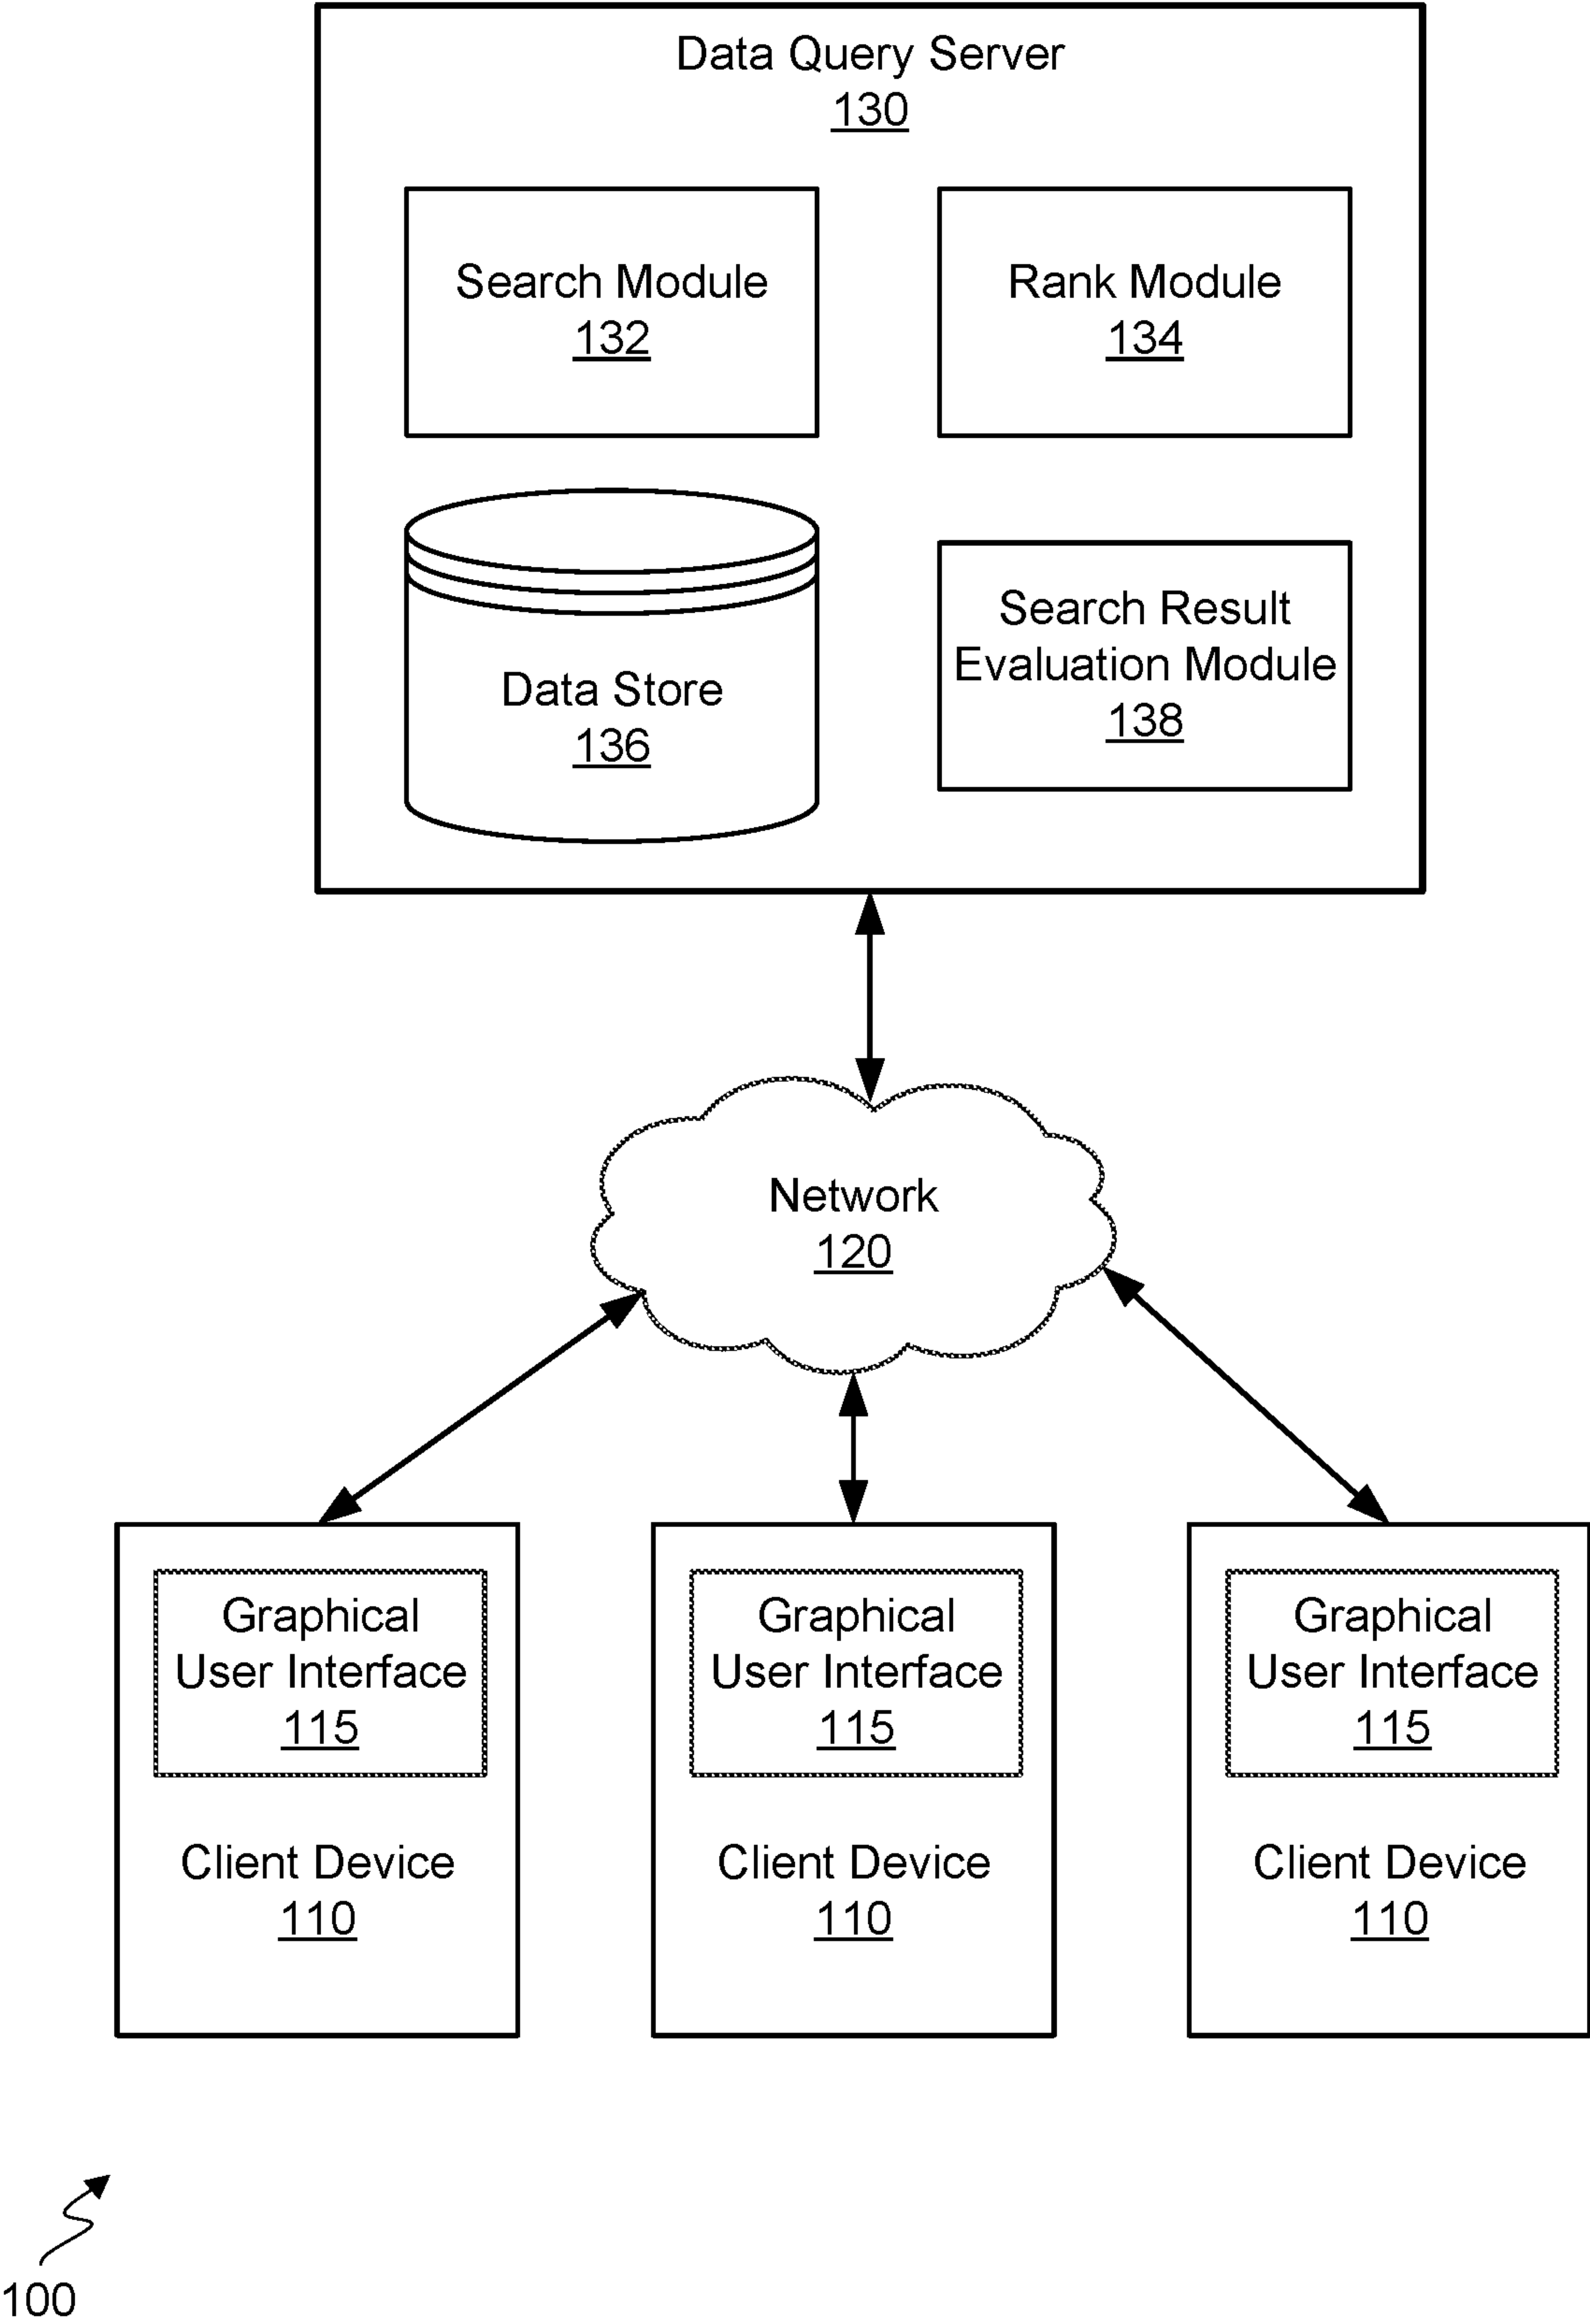 Data Query Server
130
Search Module
132
Rank Module
134
Data Store
136
Search Result
Evaluation Module
138
Network
120
Graphical
User Interface
115
Client Device
110
Graphical
User Interface
115
Client Device
110
Graphical
User Interface
115
Client Device
110
100